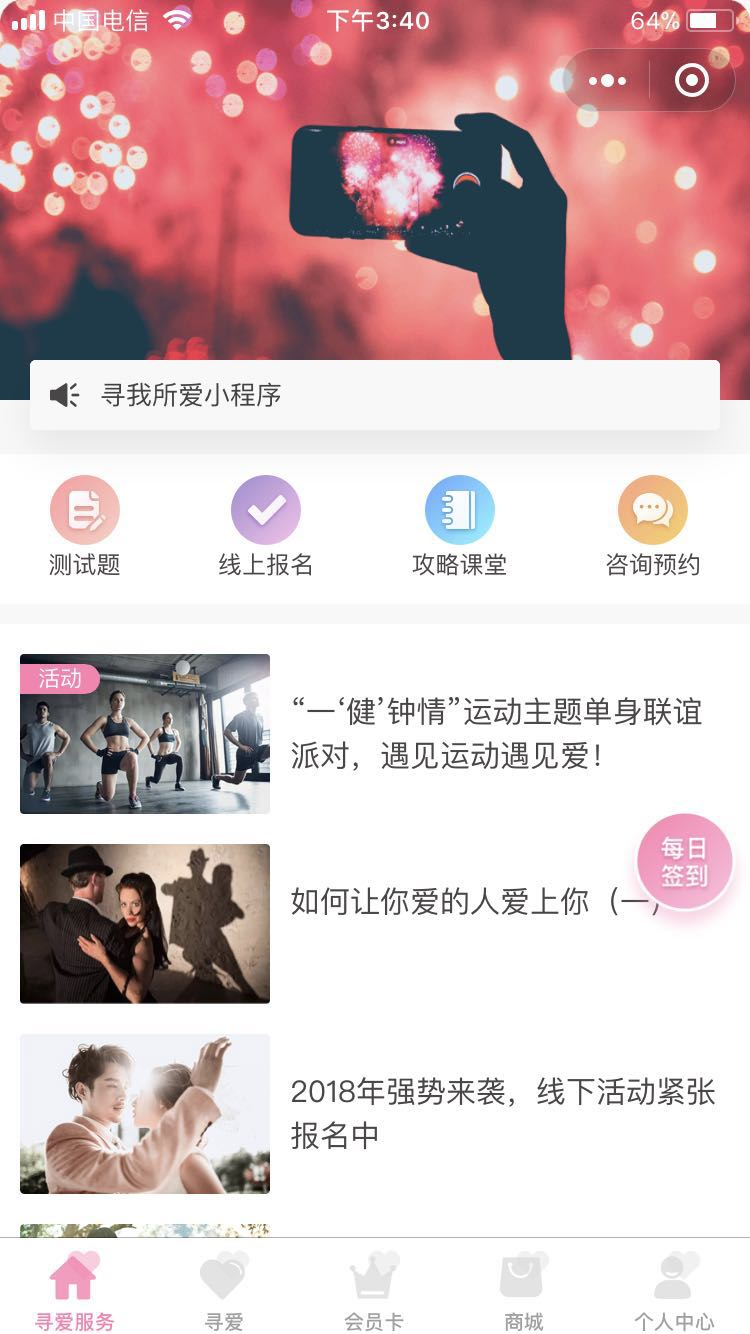 中国电信
下午3:40
64%
寻我所爱小程序
测试题
线上报名
攻略课堂
咨询预约
活动
“一‘健’钟情”运动主题单身联谊
派对，遇见运动遇见爱！
每日
签到
如何让你爱的人爱上你（一）
2018年强势来袭，线下活动紧张
报名中
寻爱服务
寻爱
会员卡
商城
个人中心